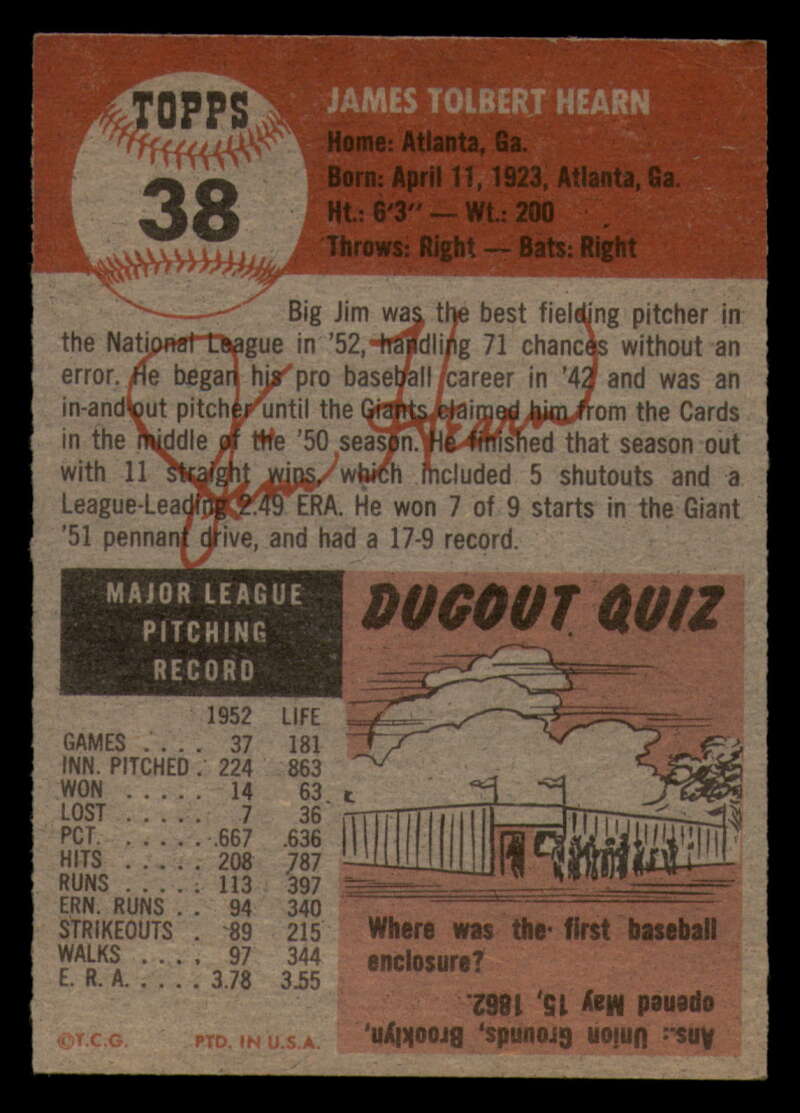 TOPPS
38
JAMES TOLBERT HEARN
Home: Atlanta, Ga.
Born: April 11, 1923, Atlanta, Ga.
Ht.: 6'3" — Wt.: 200
Throws: Right — Bats: Right
Big Jim was the best fielding pitcher in
the National League in '52, handling 71 chances without an
error. He began his pro baseball career in '42 and was an
in-and out pitcher until the Giants claimed him from the Cards
in the middle of the '50 season. He finished that season out
with 11 straight wins, which included 5 shutouts and a
League-Leading 2.49 ERA. He won 7 of 9 starts in the Giant
'51 pennant drive, and had a 17-9 record.
Jim Hearn
MAJOR LEAGUE
PITCHING
RECORD
1952 LIFE
GAMES .... 37 181
INN. PITCHED . 224 863
WON ..... 14 63
LOST ..... 7 36
PCT. ..... .667 .636
HITS ..... 208 787
RUNS ..... 113 397
ERN. RUNS .. 94 340
STRIKEOUTS . 89 215
WALKS .... 97 344
E. R. A. .... 3.78 3.55
©T.C.G. PTD. IN U.S.A.
DUGOUT QUIZ
Where was the first baseball
enclosure?
Ans.: Union Grounds, Brooklyn,
opened May 15, 1862.